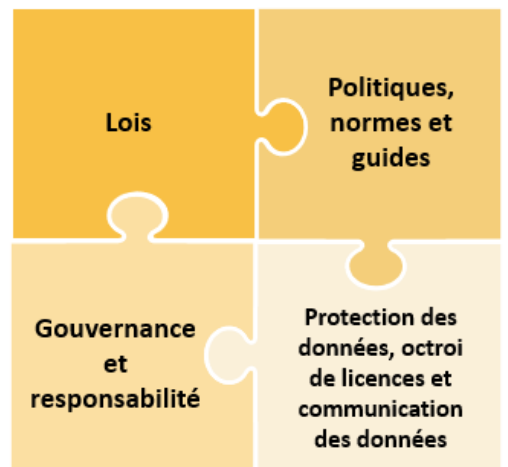 Lois
Politiques,
normes et
guides
Gouvernance
et
responsabilité
Protection des
données, octroi
de licences et
communication
des données